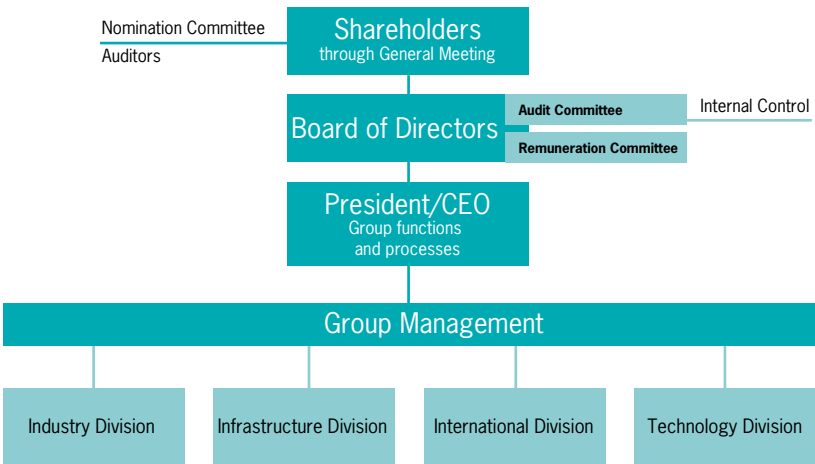 Nomination Committee
Auditors
Shareholders
through General Meeting
Board of Directors
Audit Committee
Internal Control
Remuneration Committee
President/CEO
Group functions
and processes
Group Management
Industry Division
Infrastructure Division
International Division
Technology Division